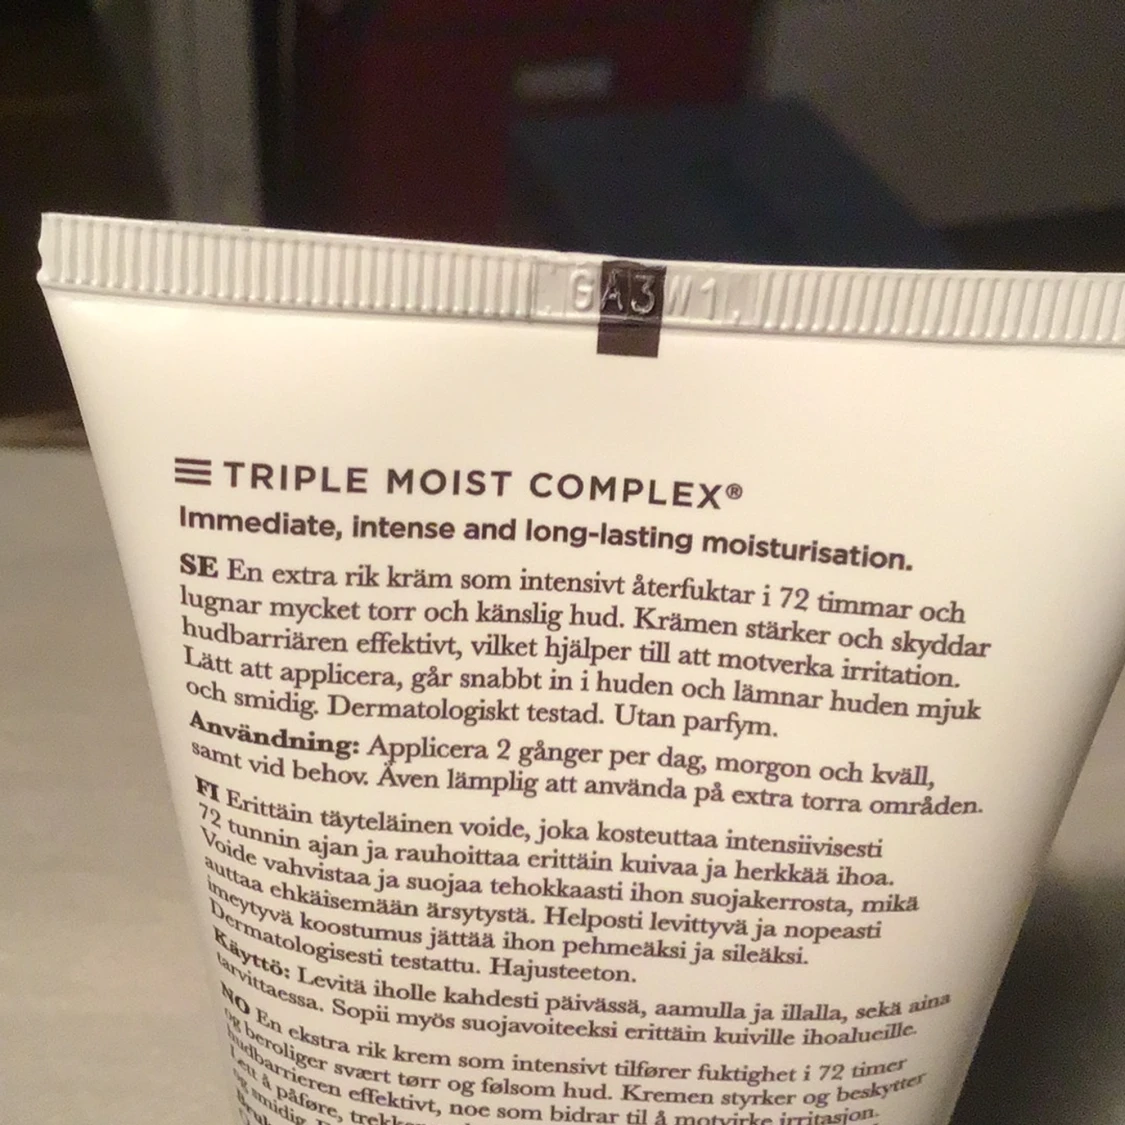 GA3W1
TRIPLE MOIST COMPLEX®
Immediate, intense and long-lasting moisturisation.
SE En extra rik kräm som intensivt återfuktar i 72 timmar och
lugnar mycket torr och känslig hud. Krämen stärker och skyddar
hudbarriären effektivt, vilket hjälper till att motverka irritation.
Lätt att applicera, går snabbt in i huden och lämnar huden mjuk
och smidig. Dermatologiskt testad. Utan parfym.
Användning: Applicera 2 gånger per dag, morgon och kväll,
samt vid behov. Även lämplig att använda på extra torra områden.
FI Erittäin täyteläinen voide, joka kosteuttaa intensiivisesti
72 tunnin ajan ja rauhoittaa erittäin kuivaa ja herkkää ihoa.
Voide vahvistaa ja suojaa tehokkaasti ihon suojakerrosta, mikä
auttaa ehkäisemään ärsytystä. Helposti levittyvä ja nopeasti
imeytyvä koostumus jättää ihon pehmeäksi ja sileäksi.
Dermatologisesti testattu. Hajusteeton.
Käyttö: Levitä iholle kahdesti päivässä, aamulla ja illalla, sekä aina
tarvittaessa. Sopii myös suojavoiteeksi erittäin kuiville ihoalueille.
NO En ekstra rik krem som intensivt tilfører fuktighet i 72 timer
og beroliger svært tørr og følsom hud. Kremen styrker og beskytter
hudbarrieren effektivt, noe som bidrar til å motvirke irritasjon.
Lett å påføre,
og smidig.